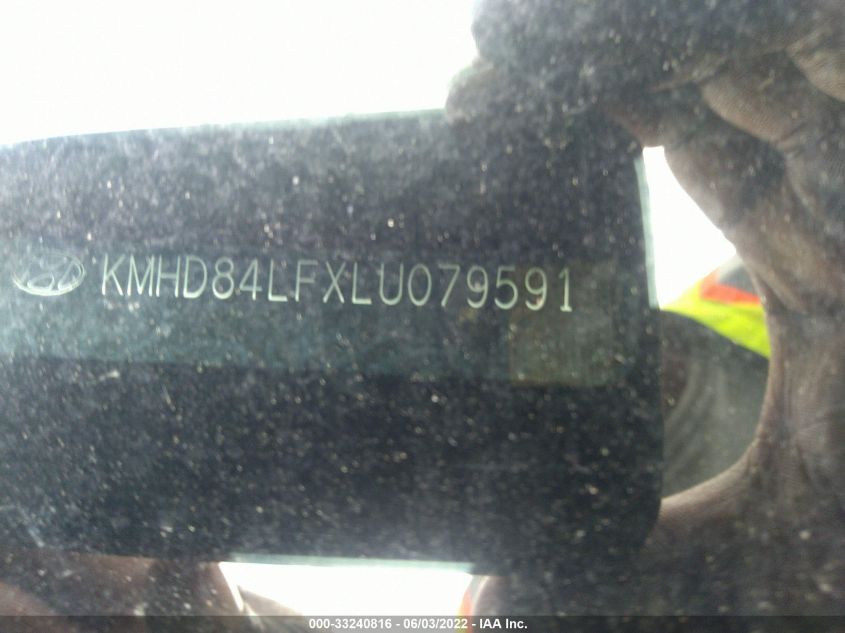 KMHD84LFXLU079591
000-33240816 - 06/03/2022 - IAA Inc.